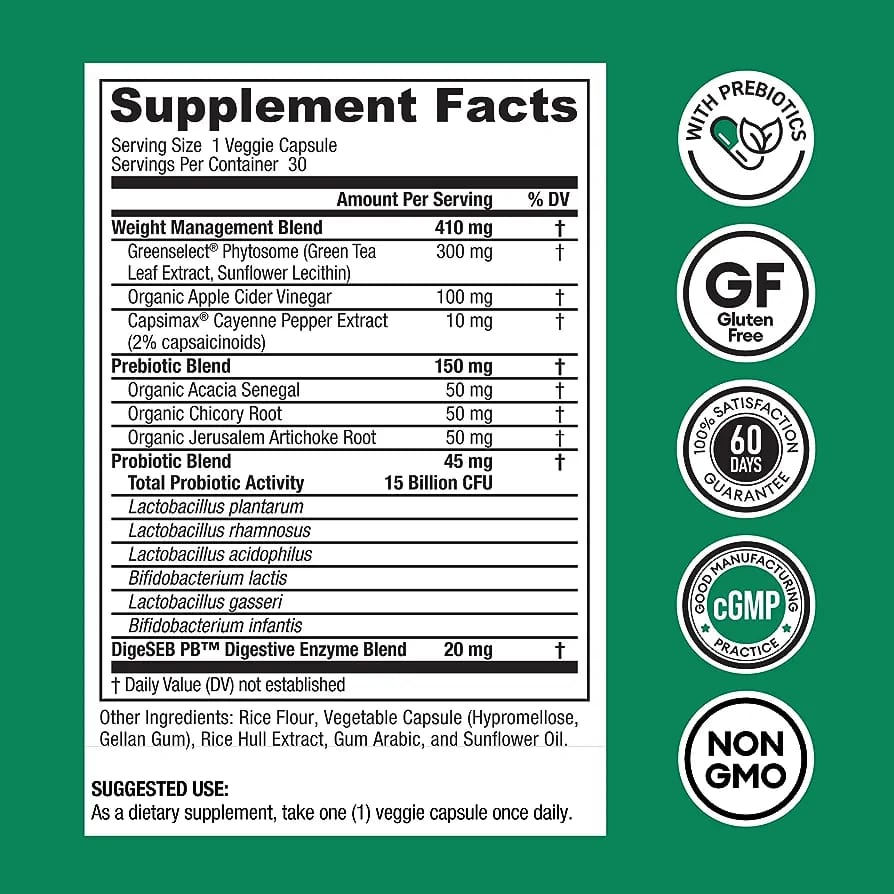 Supplement Facts
Serving Size 1 Veggie Capsule
Servings Per Container 30
Amount Per Serving % DV
Weight Management Blend 410 mg †
Greenselect® Phytosome (Green Tea 300 mg †
Leaf Extract, Sunflower Lecithin)
Organic Apple Cider Vinegar 100 mg †
Capsimax® Cayenne Pepper Extract 10 mg †
(2% capsaicinoids)
Prebiotic Blend 150 mg †
Organic Acacia Senegal 50 mg †
Organic Chicory Root 50 mg †
Organic Jerusalem Artichoke Root 50 mg †
Probiotic Blend 45 mg †
Total Probiotic Activity 15 Billion CFU
Lactobacillus plantarum
Lactobacillus rhamnosus
Lactobacillus acidophilus
Bifidobacterium lactis
Lactobacillus gasseri
Bifidobacterium infantis
DigeSEB PB™ Digestive Enzyme Blend 20 mg †
† Daily Value (DV) not established
Other Ingredients: Rice Flour, Vegetable Capsule (Hypromellose,
Gellan Gum), Rice Hull Extract, Gum Arabic, and Sunflower Oil.
SUGGESTED USE:
As a dietary supplement, take one (1) veggie capsule once daily.
WITH PREBIOTICS
GF
Gluten
Free
100% SATISFACTION
60
DAYS
GUARANTEE
GOOD MANUFACTURING
cGMP
PRACTICE
NON
GMO